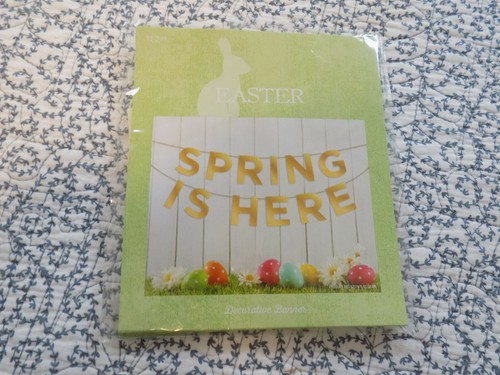 EASTER
SPRING
IS HERE
Decorative Banner